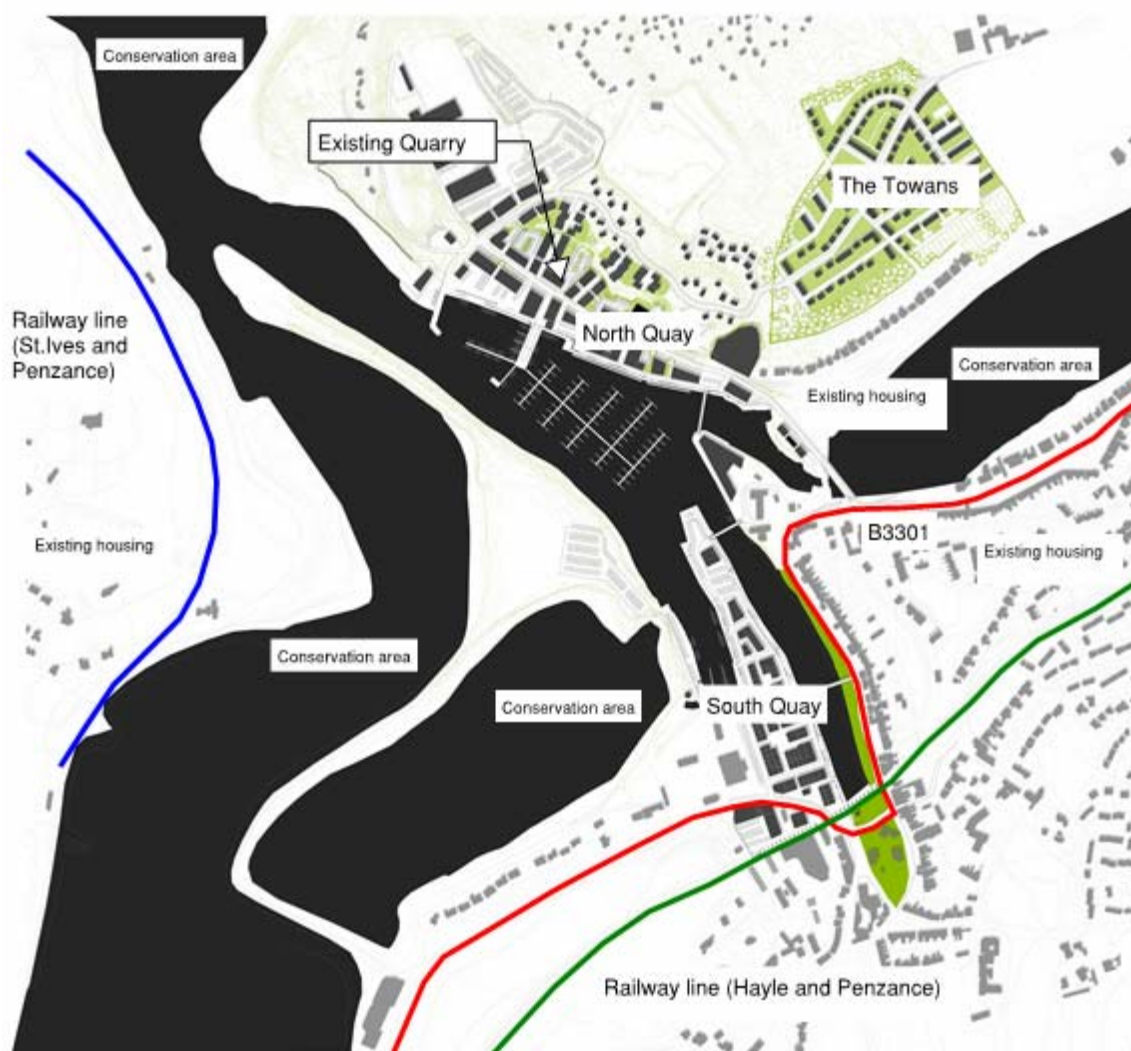 Conservation area
Existing Quarry
The Towans
Railway line
(St.Ives and
Penzance)
North Quay
Conservation area
Existing housing
B3301
Existing housing
Existing housing
Conservation area
Conservation area
South Quay
Railway line (Hayle and Penzance)